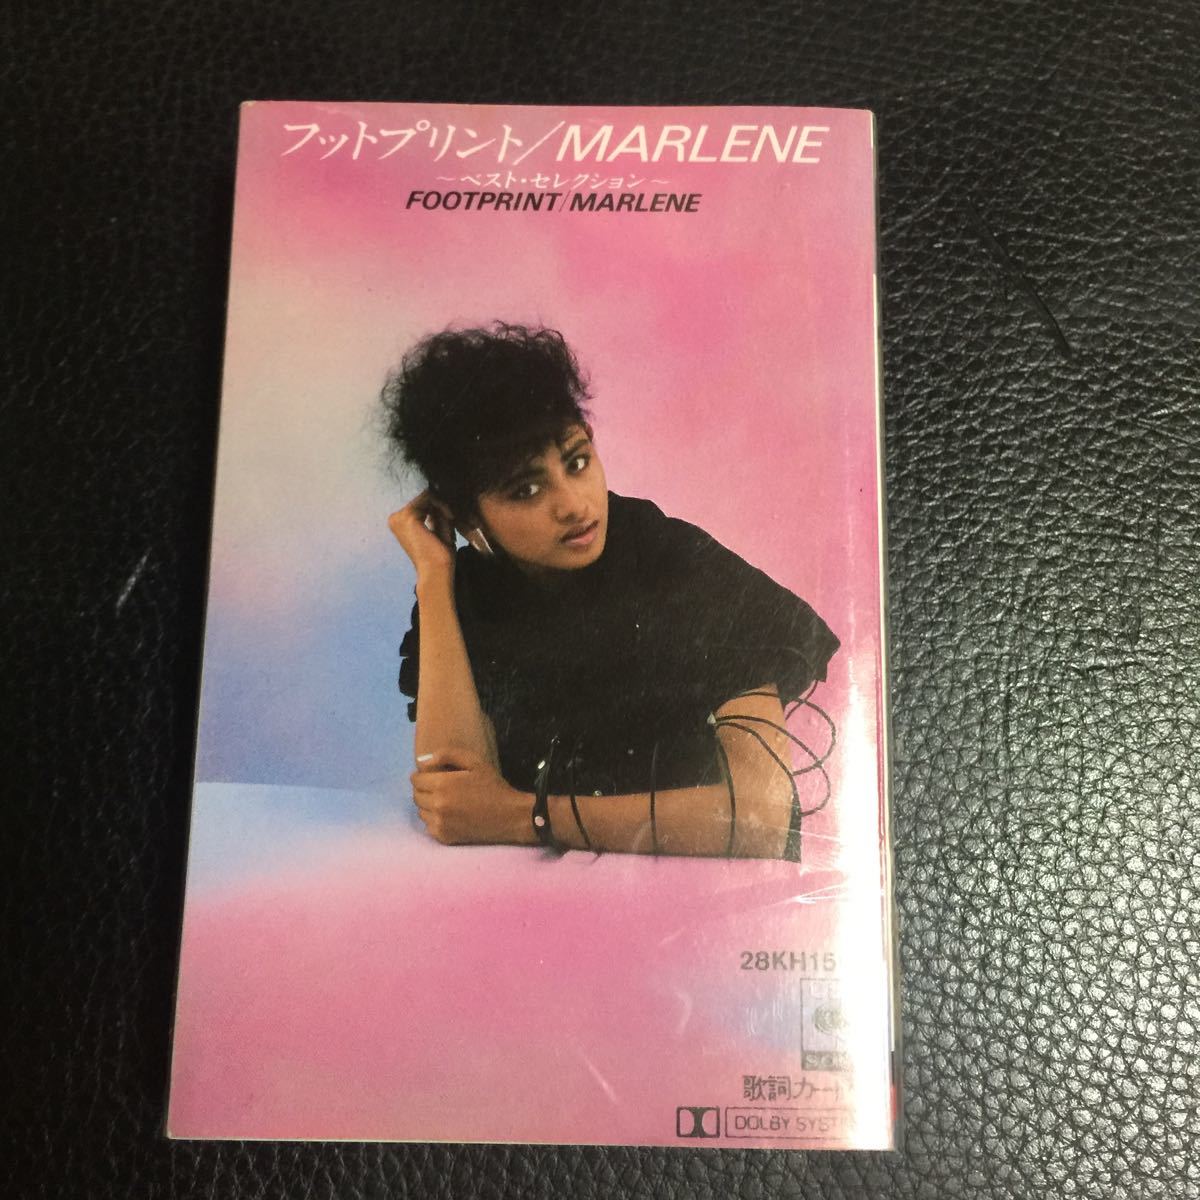 フットプリント/MARLENE
～ベスト・セレクション～
FOOTPRINT/MARLENE
28KH15
歌詞カード
DOLBY SYST